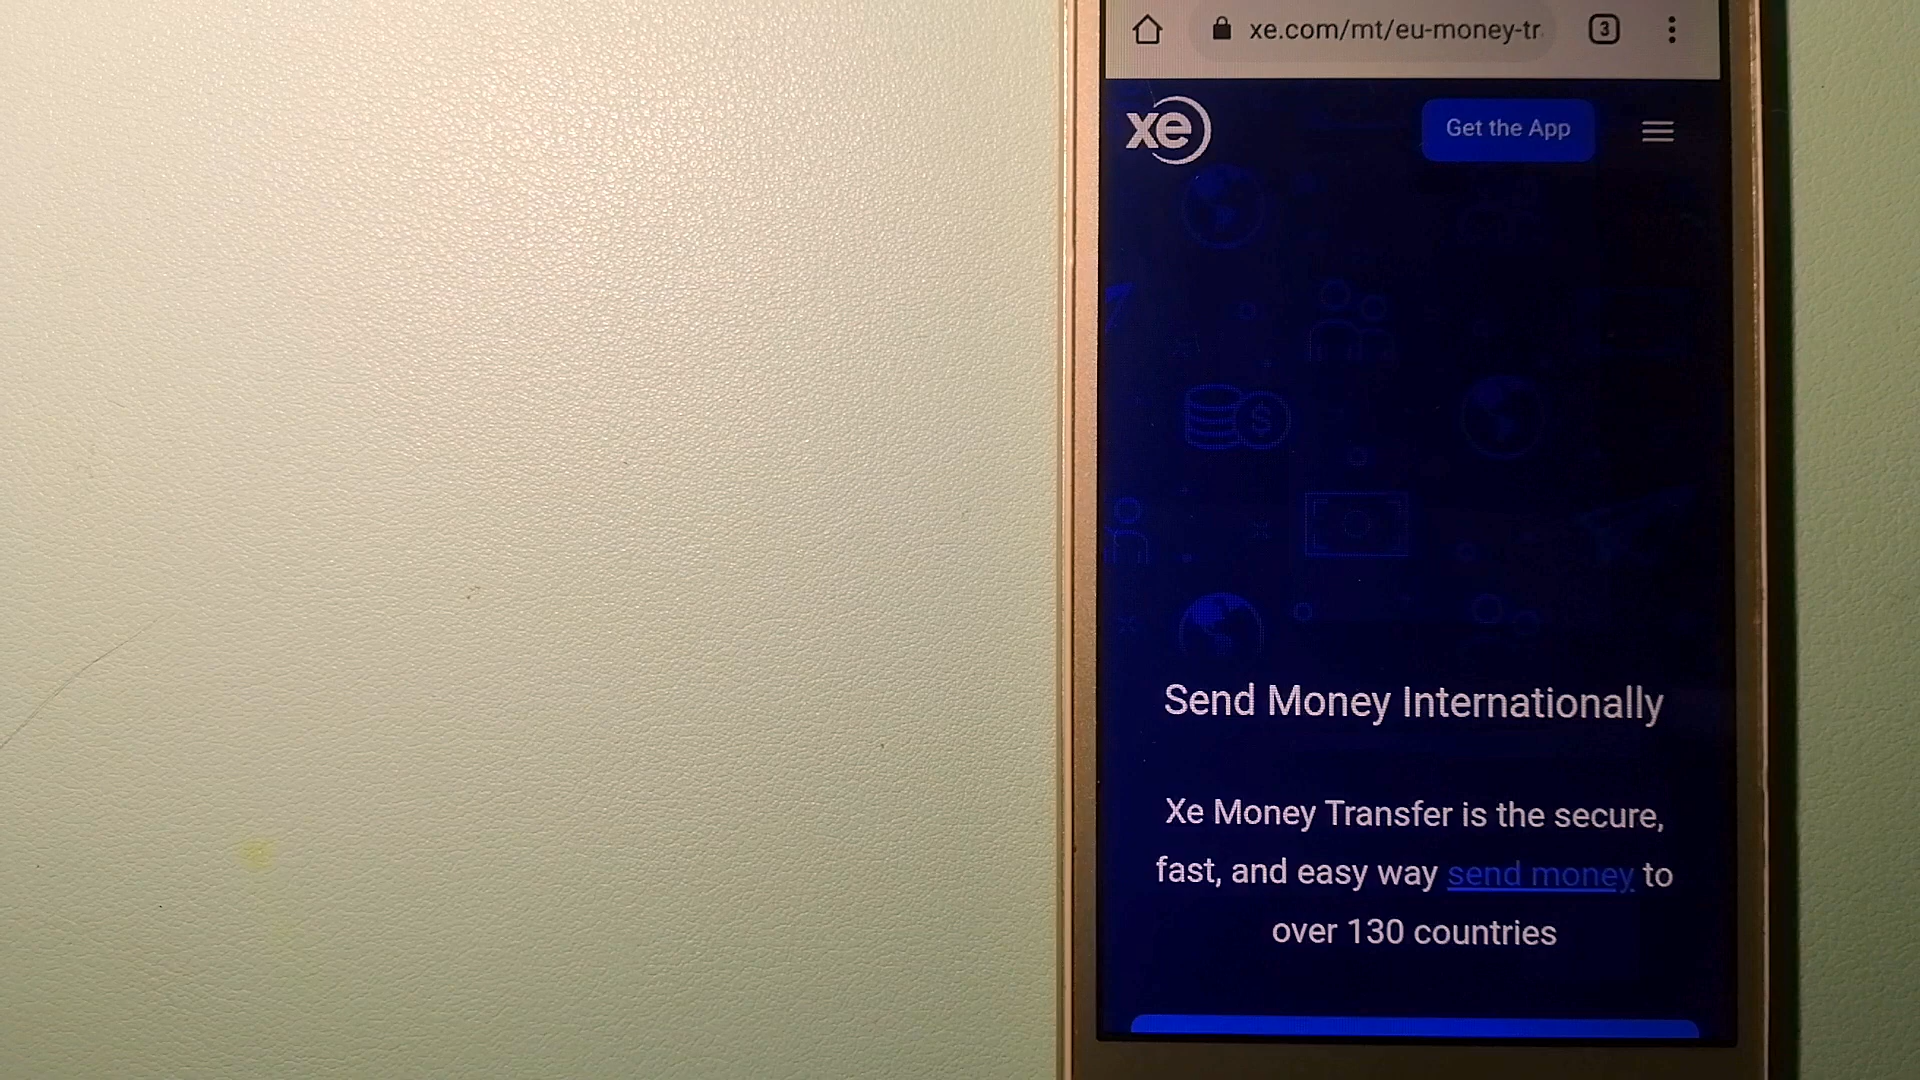 xe.com/mt/eu-money-tr
3
xe
Get the App
Send Money Internationally
Xe Money Transfer is the secure,
fast, and easy way send money to
over 130 countries